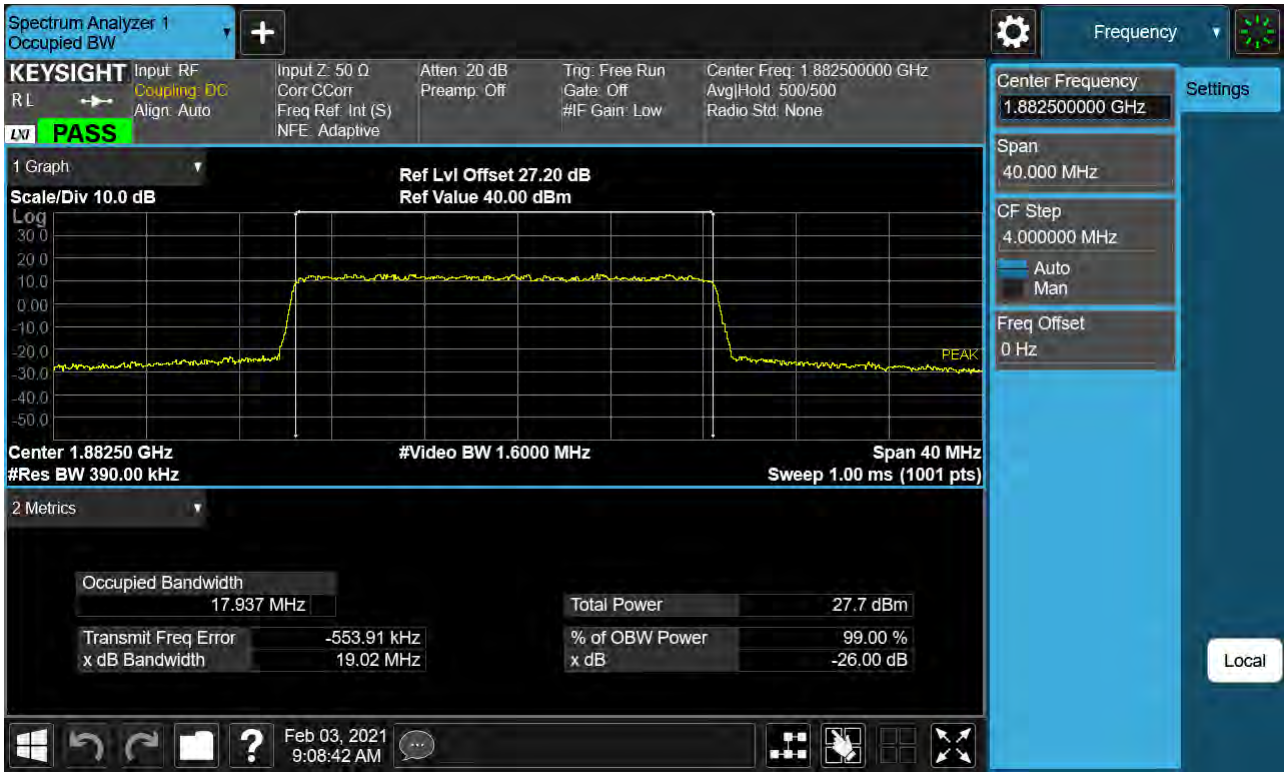 Spectrum Analyzer 1
Occupied BW
+
Frequency
KEYSIGHT
RL
LXI
PASS
Input: RF
Coupling: DC
Align: Auto
Input Z: 50 Ω
Corr CCorr
Freq Ref: Int (S)
NFE: Adaptive
Atten: 20 dB
Preamp: Off
Trig: Free Run
Gate: Off
#IF Gain: Low
Center Freq: 1.882500000 GHz
Avg|Hold: 500/500
Radio Std: None
Center Frequency
1.882500000 GHz
Settings
Span
40.000 MHz
CF Step
4.000000 MHz
Auto
Man
Freq Offset
0 Hz
Local
1 Graph
Scale/Div 10.0 dB
Ref Lvl Offset 27.20 dB
Ref Value 40.00 dBm
Log
30.0
20.0
10.0
0.00
-10.0
-20.0
-30.0
-40.0
-50.0
PEAK
Center 1.88250 GHz
#Res BW 390.00 kHz
#Video BW 1.6000 MHz
Span 40 MHz
Sweep 1.00 ms (1001 pts)
2 Metrics
Occupied Bandwidth
17.937 MHz
Total Power 27.7 dBm
Transmit Freq Error -553.91 kHz
% of OBW Power 99.00 %
x dB Bandwidth 19.02 MHz
x dB -26.00 dB
?
Feb 03, 2021
9:08:42 AM